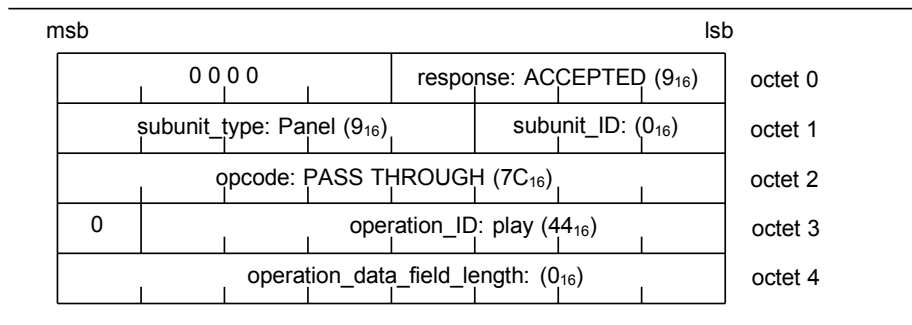 msb lsb
0 0 0 0 response: ACCEPTED (9₁₆) octet 0
subunit_type: Panel (9₁₆) subunit_ID: (0₁₆) octet 1
opcode: PASS THROUGH (7C₁₆) octet 2
0 operation_ID: play (44₁₆) octet 3
operation_data_field_length: (0₁₆) octet 4